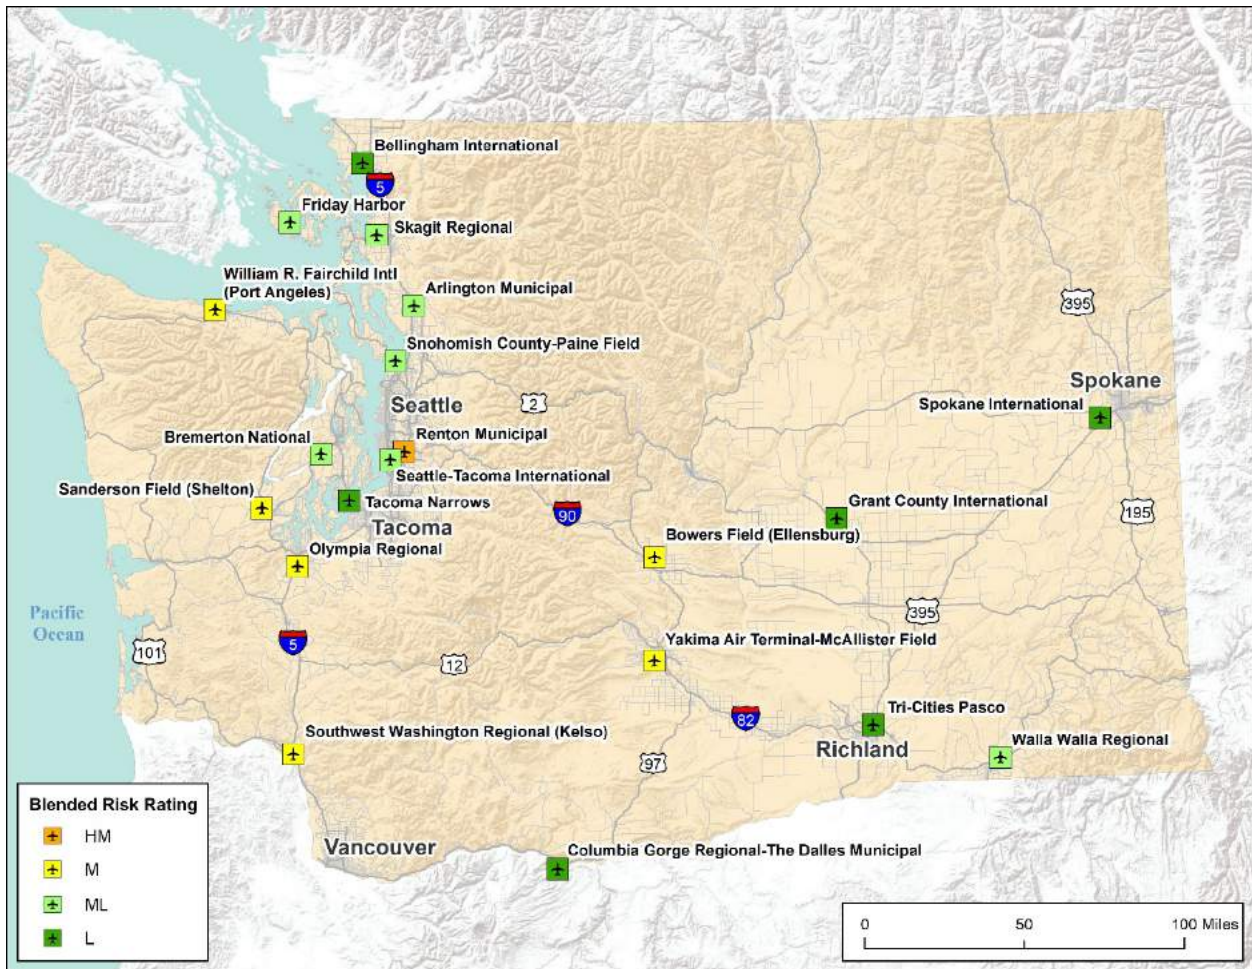 Bellingham International
5
Friday Harbor
Skagit Regional
William R. Fairchild Intl
(Port Angeles)
Arlington Municipal
395
Snohomish County-Paine Field
Spokane
Seattle
2
Spokane International
Bremerton National
Renton Municipal
Seattle-Tacoma International
Sanderson Field (Shelton)
Tacoma Narrows
Grant County International
90
195
Tacoma
Bowers Field (Ellensburg)
Olympia Regional
Pacific
Ocean
395
5
101
12
Yakima Air Terminal-McAllister Field
Tri-Cities Pasco
82
Southwest Washington Regional (Kelso)
Richland
Walla Walla Regional
97
Blended Risk Rating
HM
M
ML
L
Vancouver
Columbia Gorge Regional-The Dalles Municipal
0 50 100 Miles